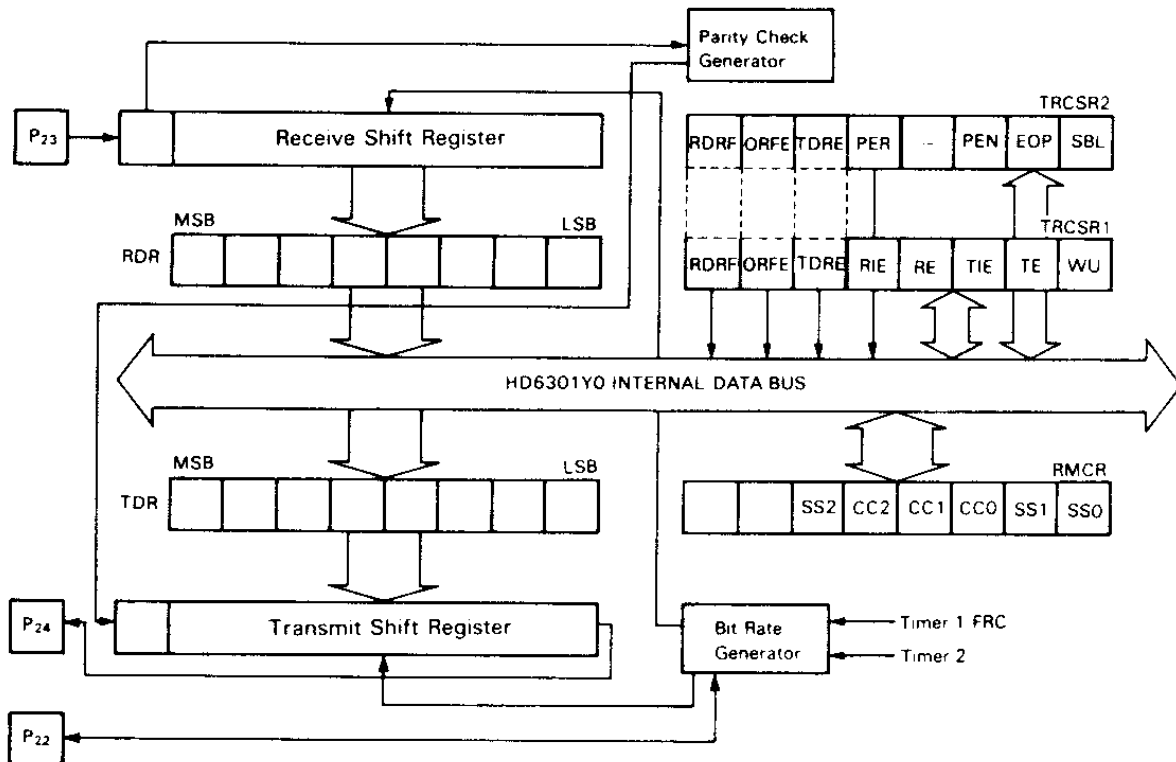 Parity Check
Generator
TRCSR2
P23
Receive Shift Register
RDRF ORFE TDRE PER -- PEN EOP SBL
MSB LSB
TRCSR1
RDR
RDRF ORFE TDRE RIE RE TIE TE WU
HD6301Y0 INTERNAL DATA BUS
MSB LSB
RMCR
TDR
SS2 CC2 CC1 CC0 SS1 SS0
P24
Transmit Shift Register
Bit Rate
Generator
Timer 1 FRC
Timer 2
P22